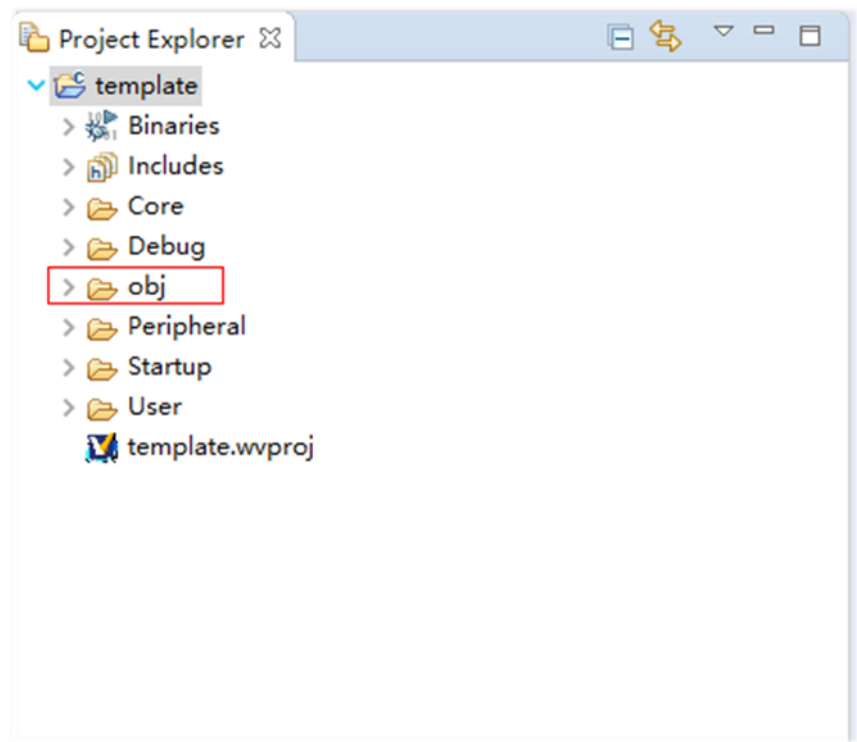 Project Explorer
template
Binaries
Includes
Core
Debug
obj
Peripheral
Startup
User
template.wvproj